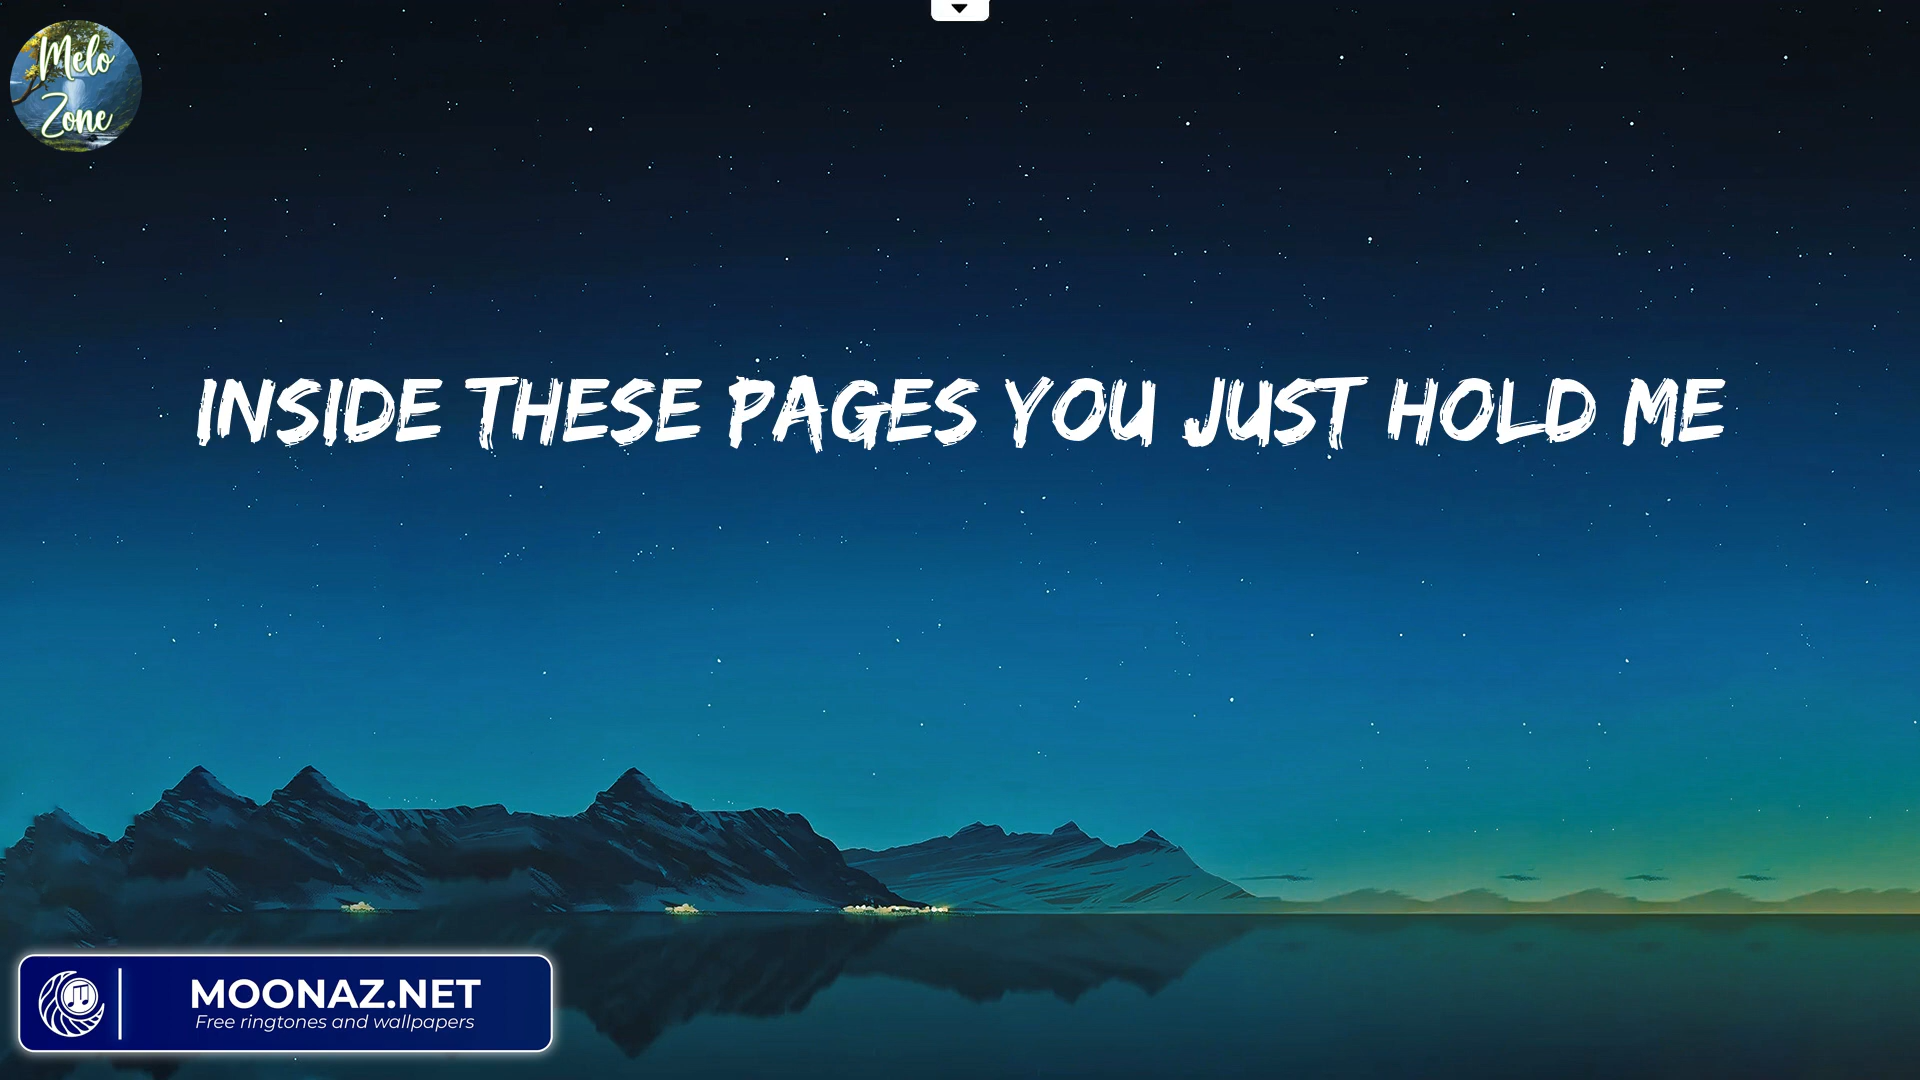 Melo
Zone
INSIDE THESE PAGES YOU JUST HOLD ME
MOONAZ.NET
Free ringtones and wallpapers